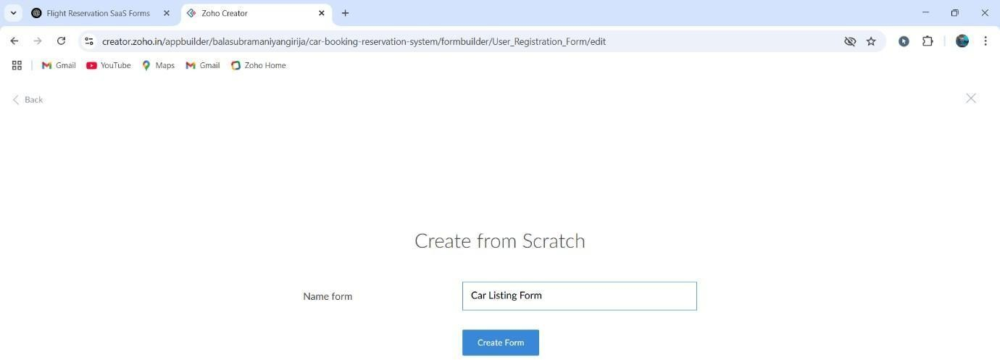 Flight Reservation SaaS Forms
Zoho Creator
creator.zoho.in/appbuilder/balasubramaniyangirija/car-booking-reservation-system/formbuilder/User_Registration_Form/edit
Gmail YouTube Maps Gmail Zoho Home
Back
Create from Scratch
Name form Car Listing Form
Create Form